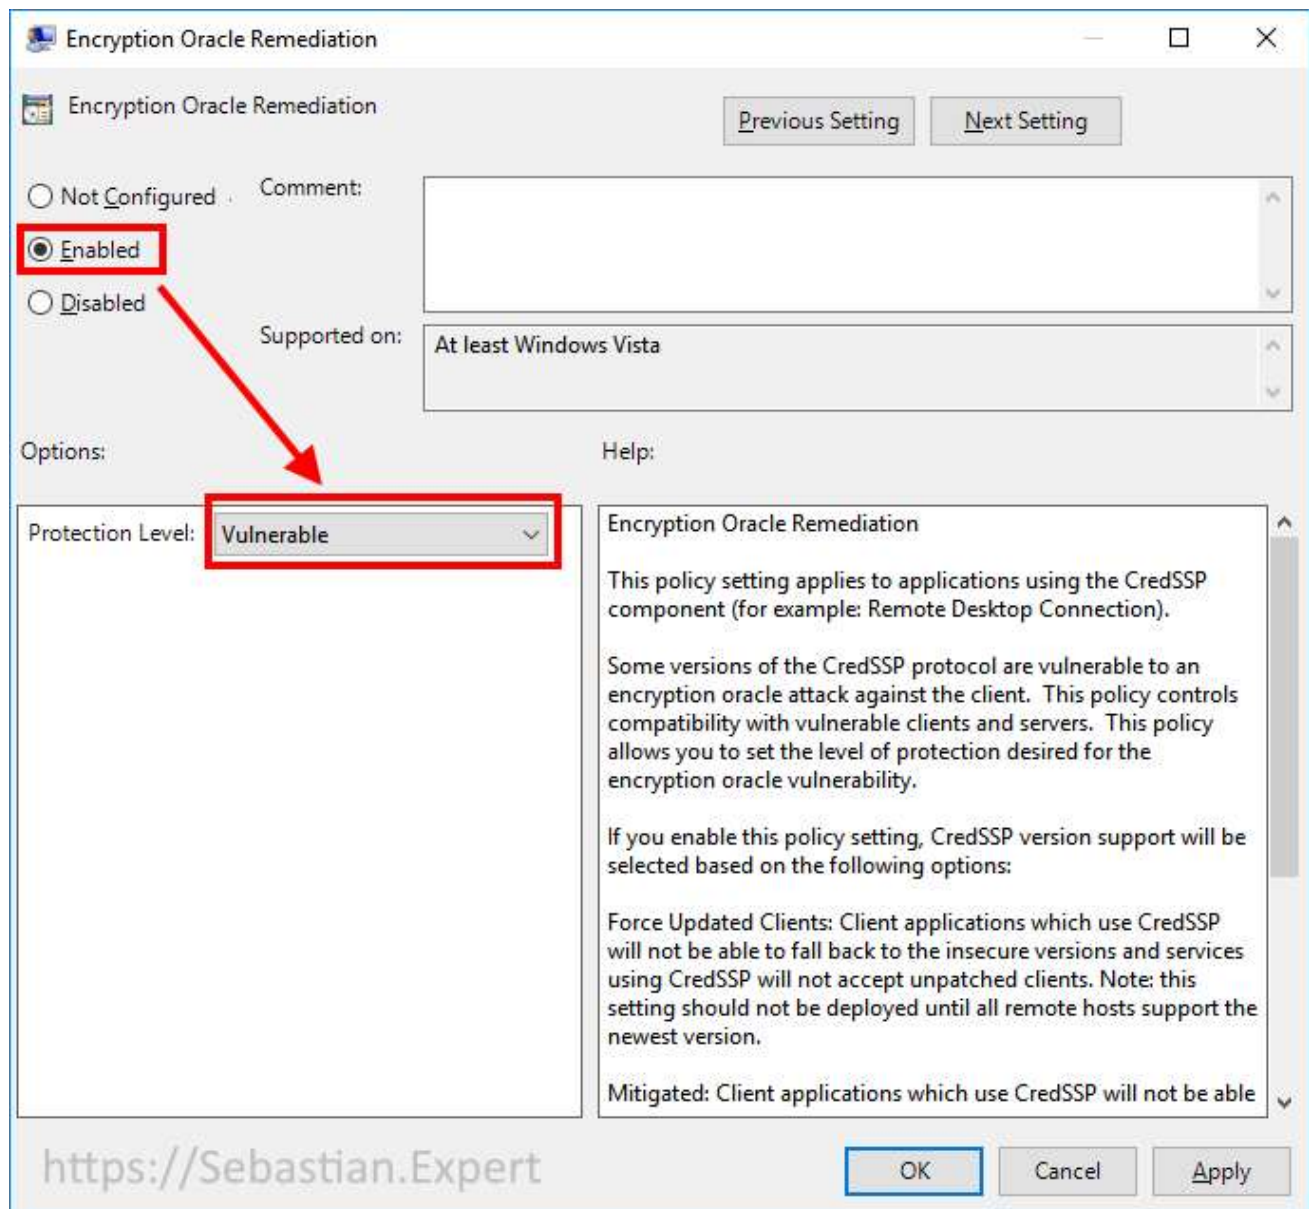 Encryption Oracle Remediation
Encryption Oracle Remediation
Previous Setting
Next Setting
Not Configured
Comment:
Enabled
Disabled
Supported on:
At least Windows Vista
Options:
Help:
Protection Level:
Vulnerable
Encryption Oracle Remediation
This policy setting applies to applications using the CredSSP
component (for example: Remote Desktop Connection).
Some versions of the CredSSP protocol are vulnerable to an
encryption oracle attack against the client.  This policy controls
compatibility with vulnerable clients and servers.  This policy
allows you to set the level of protection desired for the
encryption oracle vulnerability.
If you enable this policy setting, CredSSP version support will be
selected based on the following options:
Force Updated Clients: Client applications which use CredSSP
will not be able to fall back to the insecure versions and services
using CredSSP will not accept unpatched clients. Note: this
setting should not be deployed until all remote hosts support the
newest version.
Mitigated: Client applications which use CredSSP will not be able
https://Sebastian.Expert
OK
Cancel
Apply